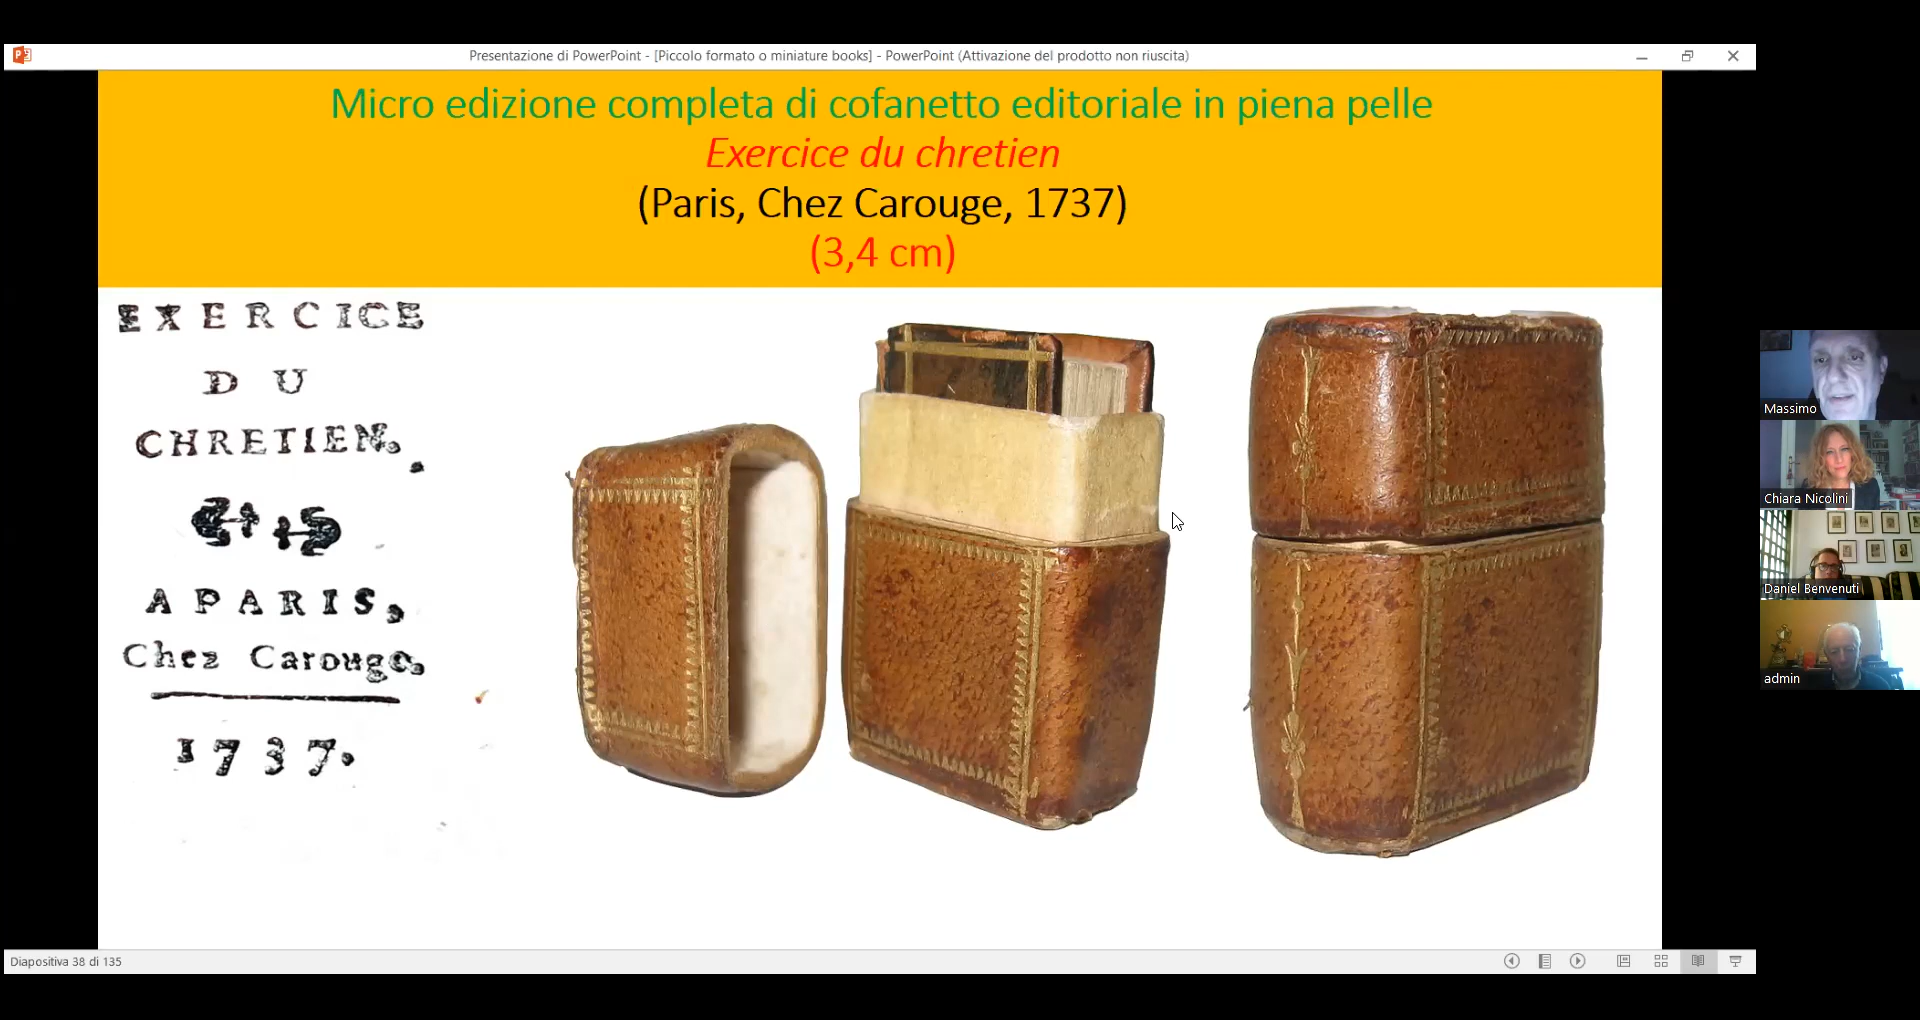 Presentazione di PowerPoint - [Piccolo formato o miniature books] - PowerPoint (Attivazione del prodotto non riuscita)
Micro edizione completa di cofanetto editoriale in piena pelle
Exercice du chretien
(Paris, Chez Carouge, 1737)
(3,4 cm)
EXERCICE
DU
CHRETIEN.
A PARIS,
Chez Carouge.
1737.
Massimo
Chiara Nicolini
Daniel Benvenuti
admin
Diapositiva 38 di 135